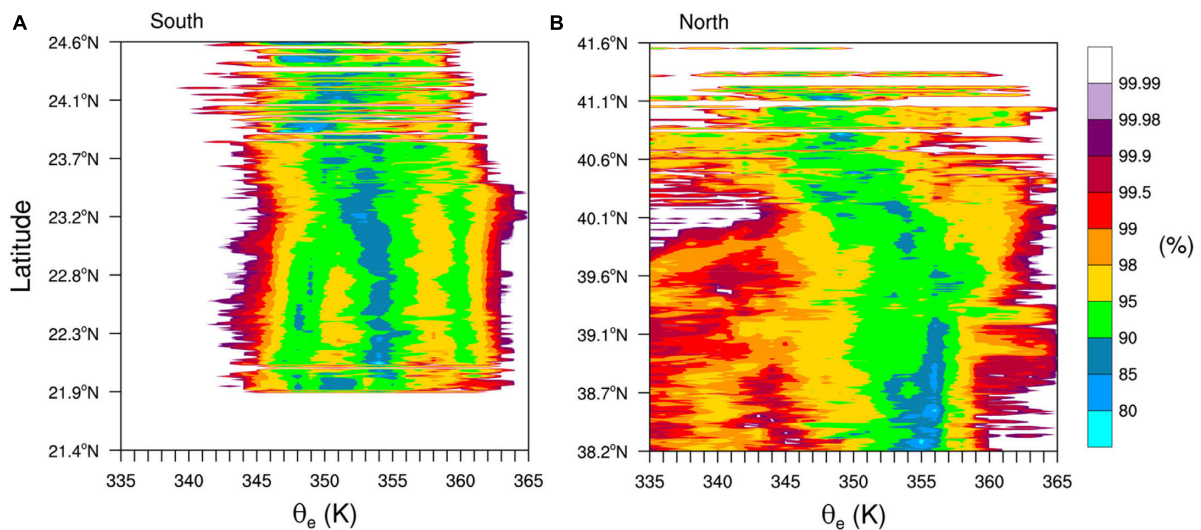 A
South
24.6°N
24.1°N
23.7°N
23.2°N
22.8°N
22.3°N
21.9°N
21.4°N
Latitude
335 340 345 350 355 360 365
θe (K)
B
North
41.6°N
41.1°N
40.6°N
40.1°N
39.6°N
39.1°N
38.7°N
38.2°N
335 340 345 350 355 360 365
θe (K)
99.99
99.98
99.9
99.5
99
98
95
90
85
80
(%)